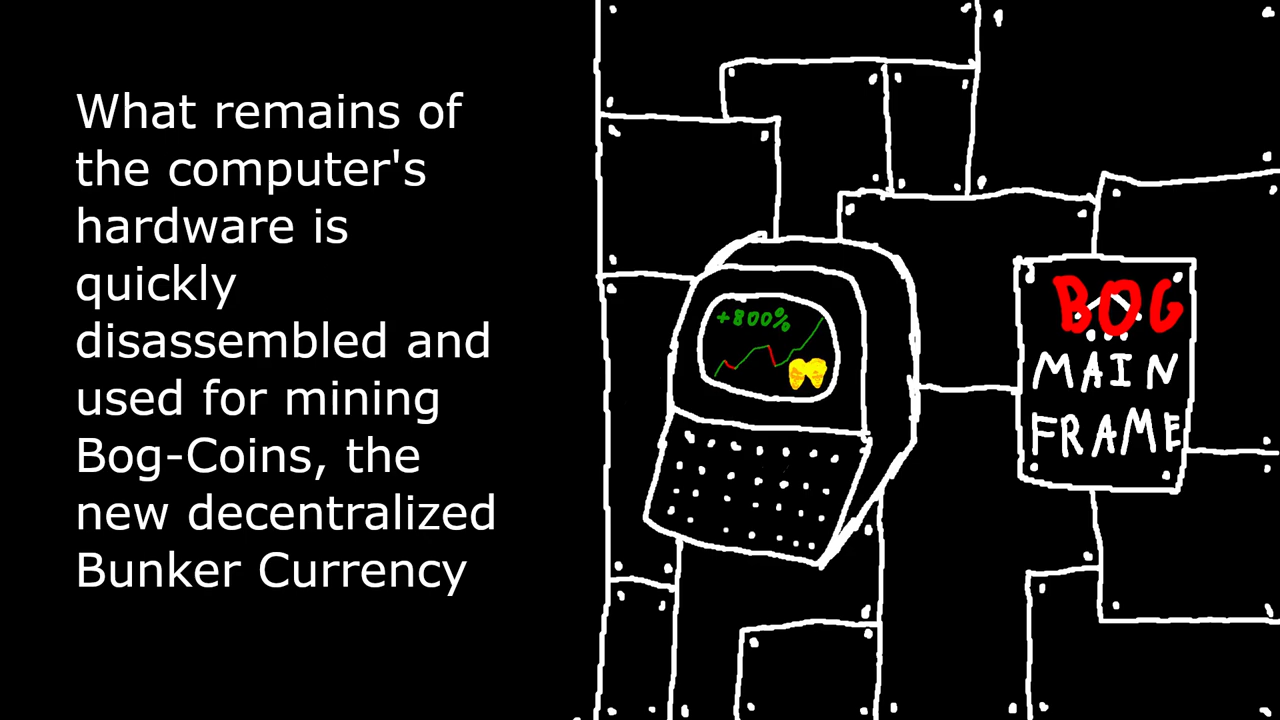 What remains of
the computer's
hardware is
quickly
disassembled and
used for mining
Bog-Coins, the
new decentralized
Bunker Currency
+800%
BOG
MAIN
FRAME